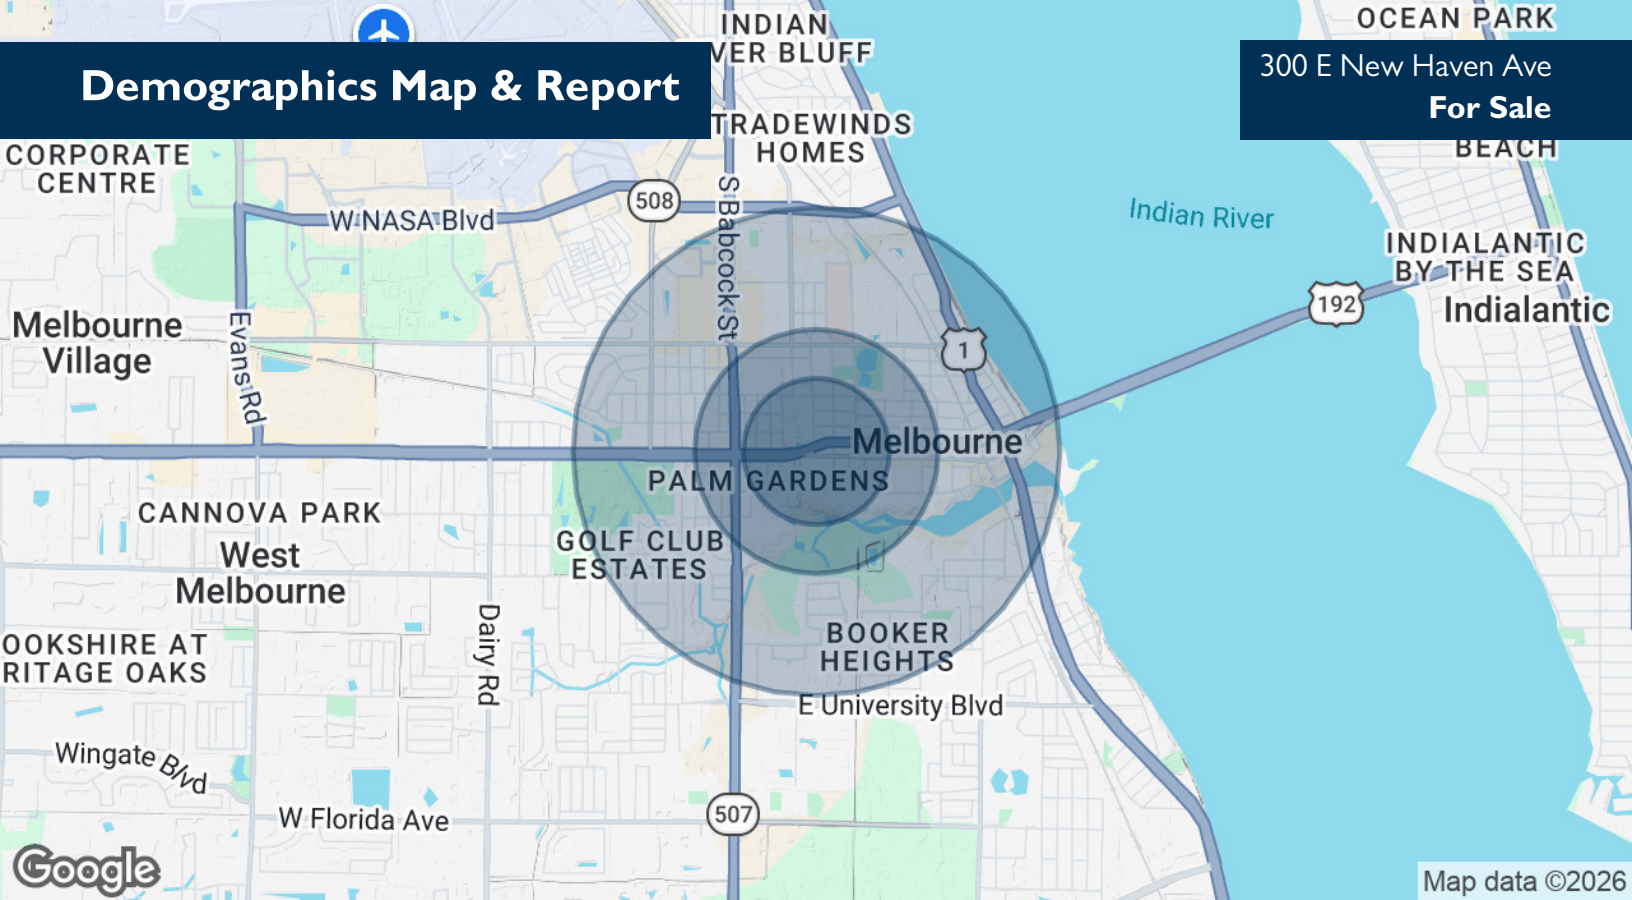 INDIAN
VER BLUFF
OCEAN PARK
Demographics Map & Report
300 E New Haven Ave
For Sale
TRADEWINDS
HOMES
BEACH
CORPORATE
CENTRE
508
W NASA Blvd
S Babcock St
Indian River
INDIALANTIC
BY THE SEA
Indialantic
192
Melbourne
Village
Evans Rd
1
Melbourne
PALM GARDENS
CANNOVA PARK
West
Melbourne
GOLF CLUB
ESTATES
OOKSHIRE AT
RITAGE OAKS
Dairy Rd
BOOKER
HEIGHTS
E University Blvd
Wingate Blvd
W Florida Ave
507
Google
Map data ©2026